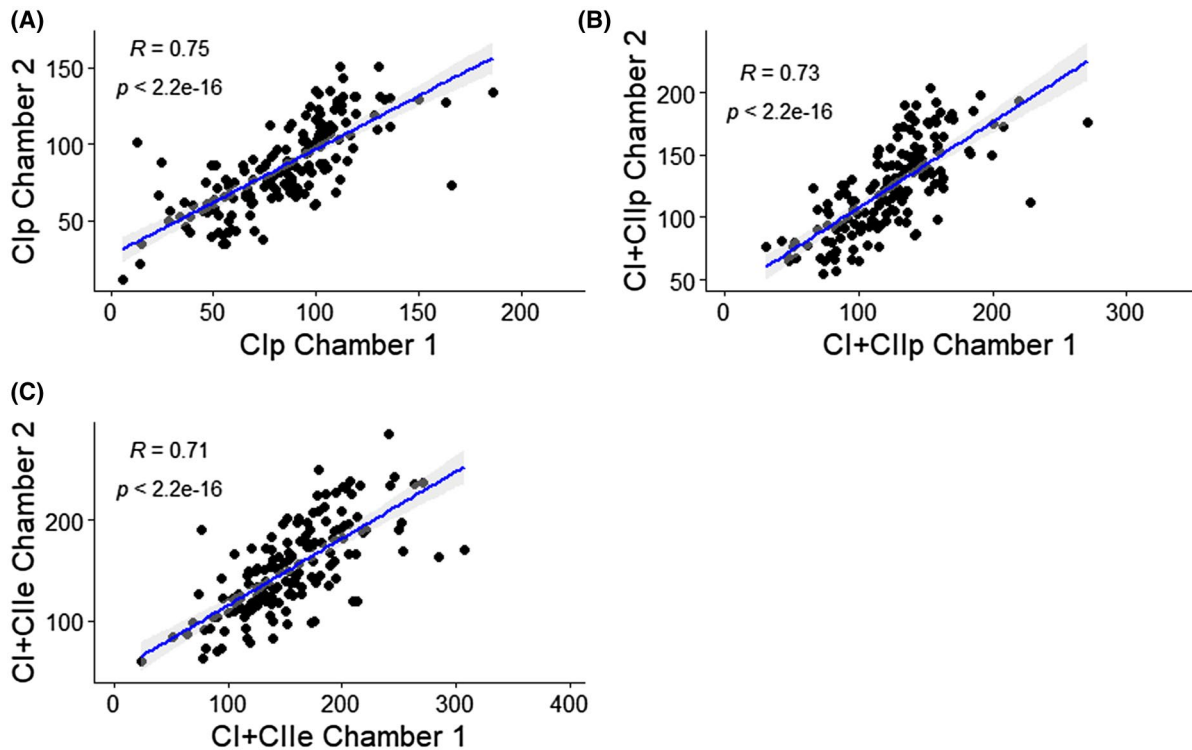 (A)
R = 0.75
p < 2.2e-16
150
100
50
CIp Chamber 2
0
50
100
150
200
CIp Chamber 1
(B)
R = 0.73
p < 2.2e-16
200
150
100
50
CI+CIIp Chamber 2
0
100
200
300
CI+CIIp Chamber 1
(C)
R = 0.71
p < 2.2e-16
200
100
CI+CIIe Chamber 2
0
100
200
300
400
CI+CIIe Chamber 1